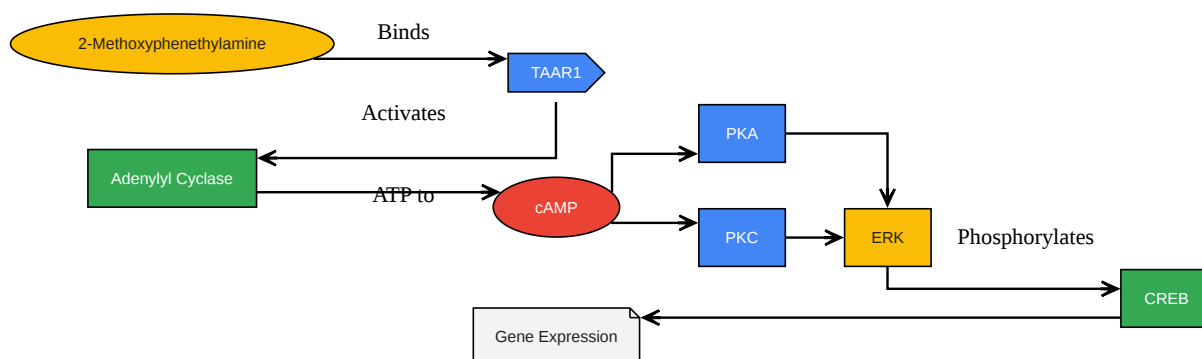 2-Methoxyphenethylamine
Binds
TAAR1
Activates
PKA
Adenylyl Cyclase
ATP to
cAMP
PKC
ERK
Phosphorylates
CREB
Gene Expression